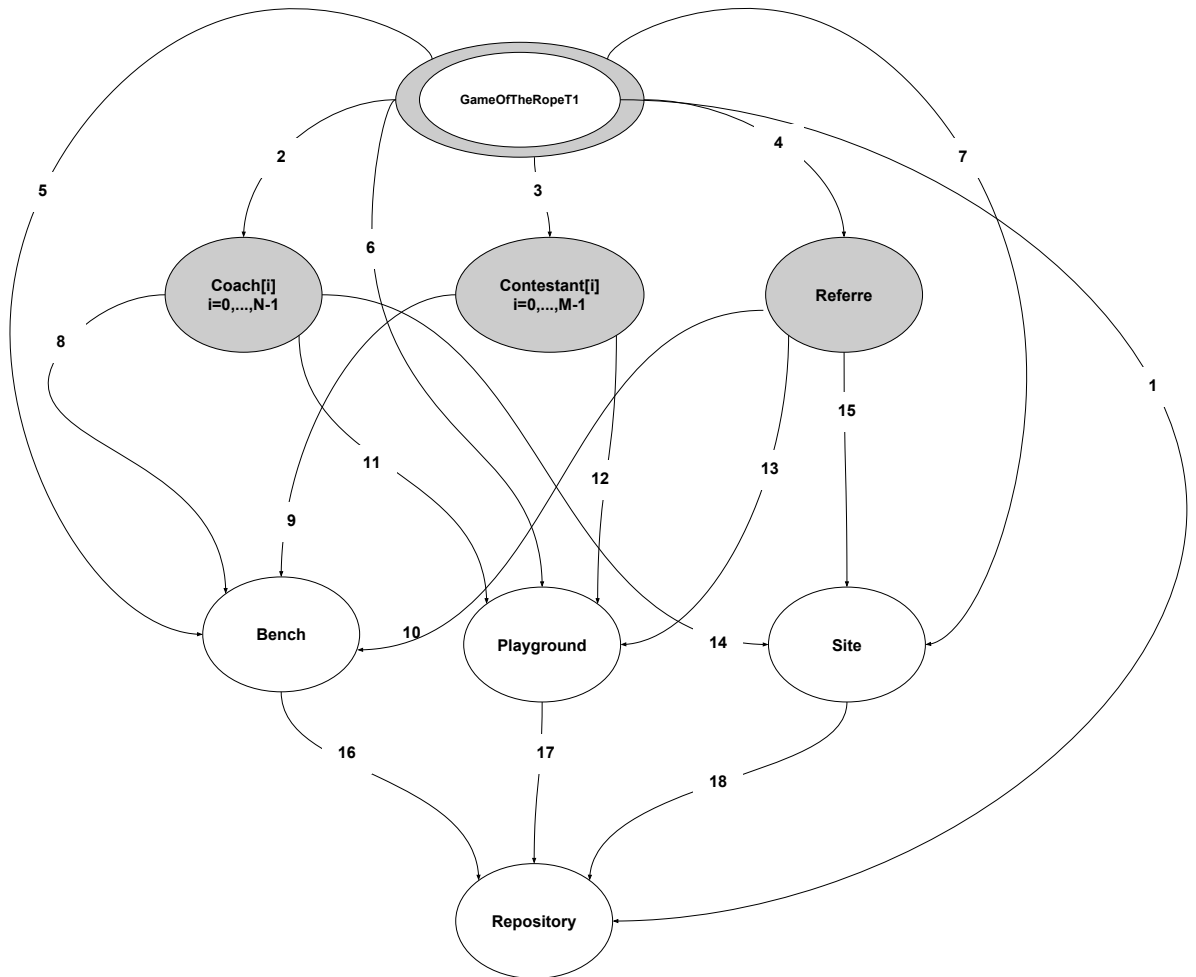 GameOfTheRopeT1
2
4
7
5
3
6
Coach[i]
i=0,...,N-1
Contestant[i]
i=0,...,M-1
Referre
8
1
15
11
13
12
9
10
Bench
Playground
14
Site
16
17
18
Repository